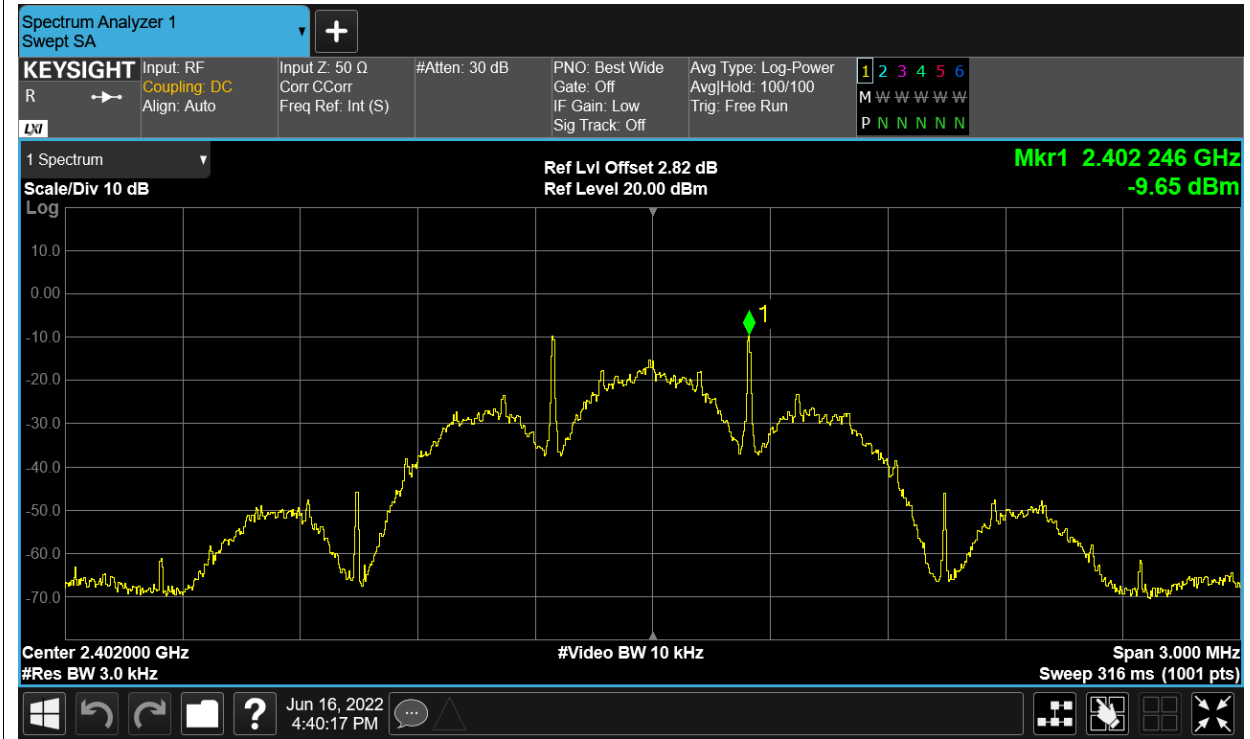 Spectrum Analyzer 1
Swept SA
+
KEYSIGHT
R
LXI
Input: RF
Coupling: DC
Align: Auto
Input Z: 50 Ω
Corr CCorr
Freq Ref: Int (S)
#Atten: 30 dB
PNO: Best Wide
Gate: Off
IF Gain: Low
Sig Track: Off
Avg Type: Log-Power
Avg|Hold: 100/100
Trig: Free Run
1 2 3 4 5 6
M W W W W W
P N N N N N
1 Spectrum
Scale/Div 10 dB
Log
Ref Lvl Offset 2.82 dB
Ref Level 20.00 dBm
Mkr1 2.402 246 GHz
-9.65 dBm
10.0
0.00
-10.0
-20.0
-30.0
-40.0
-50.0
-60.0
-70.0
1
Center 2.402000 GHz
#Res BW 3.0 kHz
#Video BW 10 kHz
Span 3.000 MHz
Sweep 316 ms (1001 pts)
?
Jun 16, 2022
4:40:17 PM